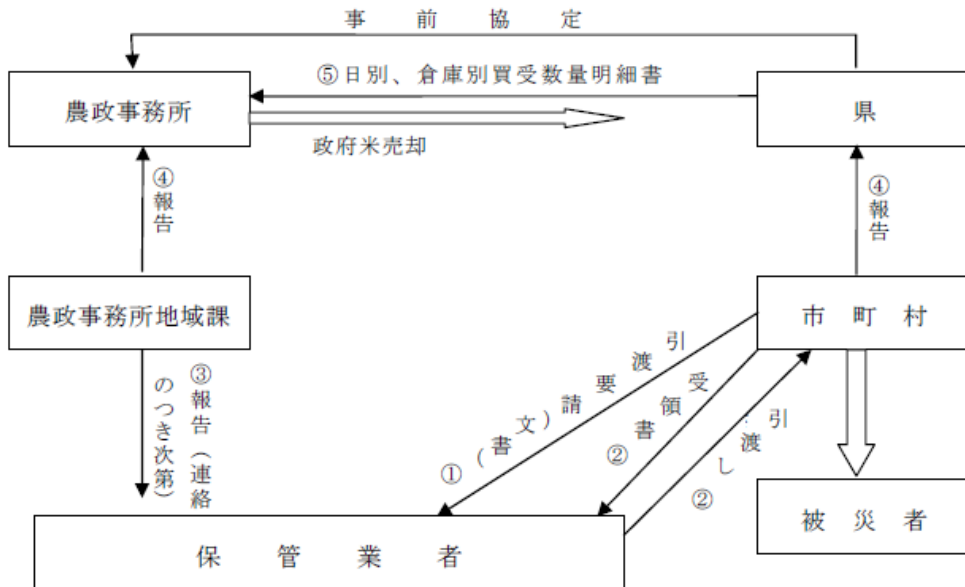 事前協定
⑤日別、倉庫別買受数量明細書
農政事務所
県
政府米売却
④報告
④報告
農政事務所地域課
市町村
③報告(連絡
のつき次第)
①(文書)引渡要請
②受領書
②引渡し
被災者
保管業者